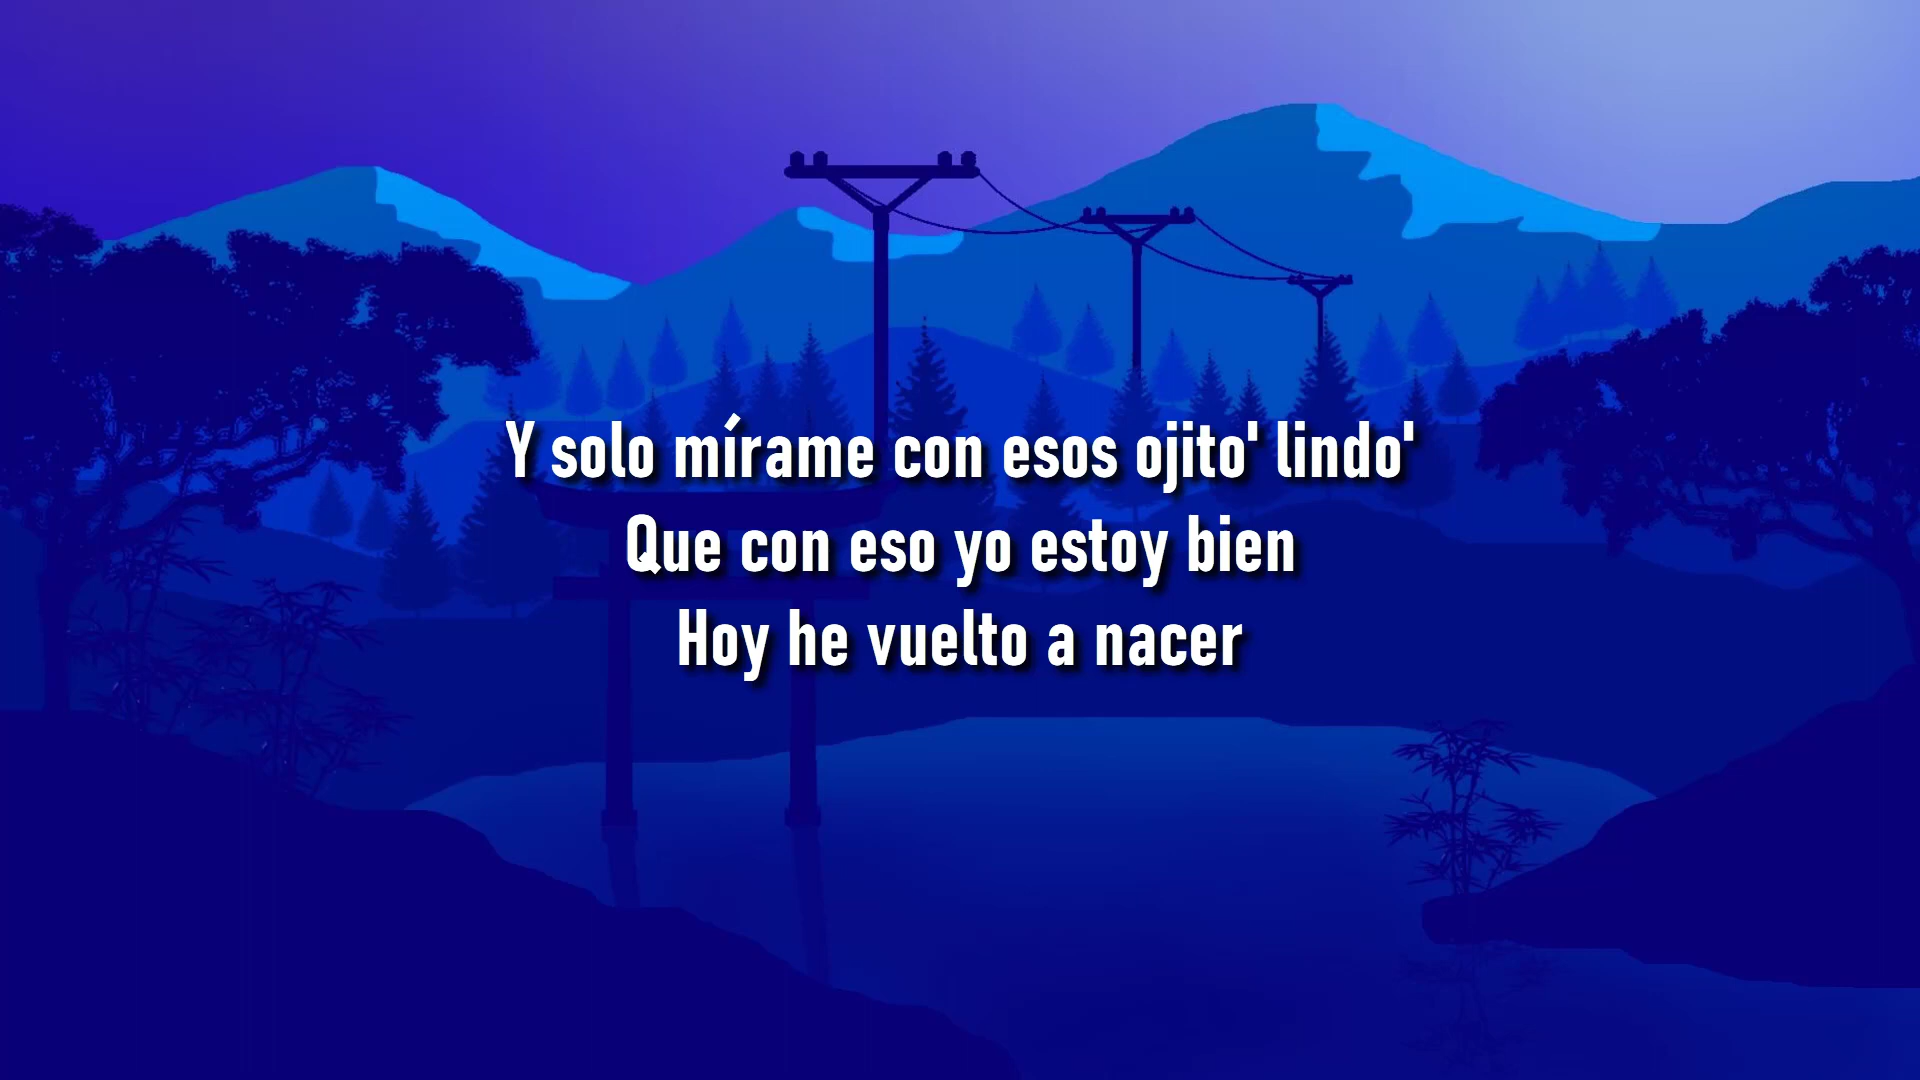 Y solo mírame con esos ojito' lindo'
Que con eso yo estoy bien
Hoy he vuelto a nacer